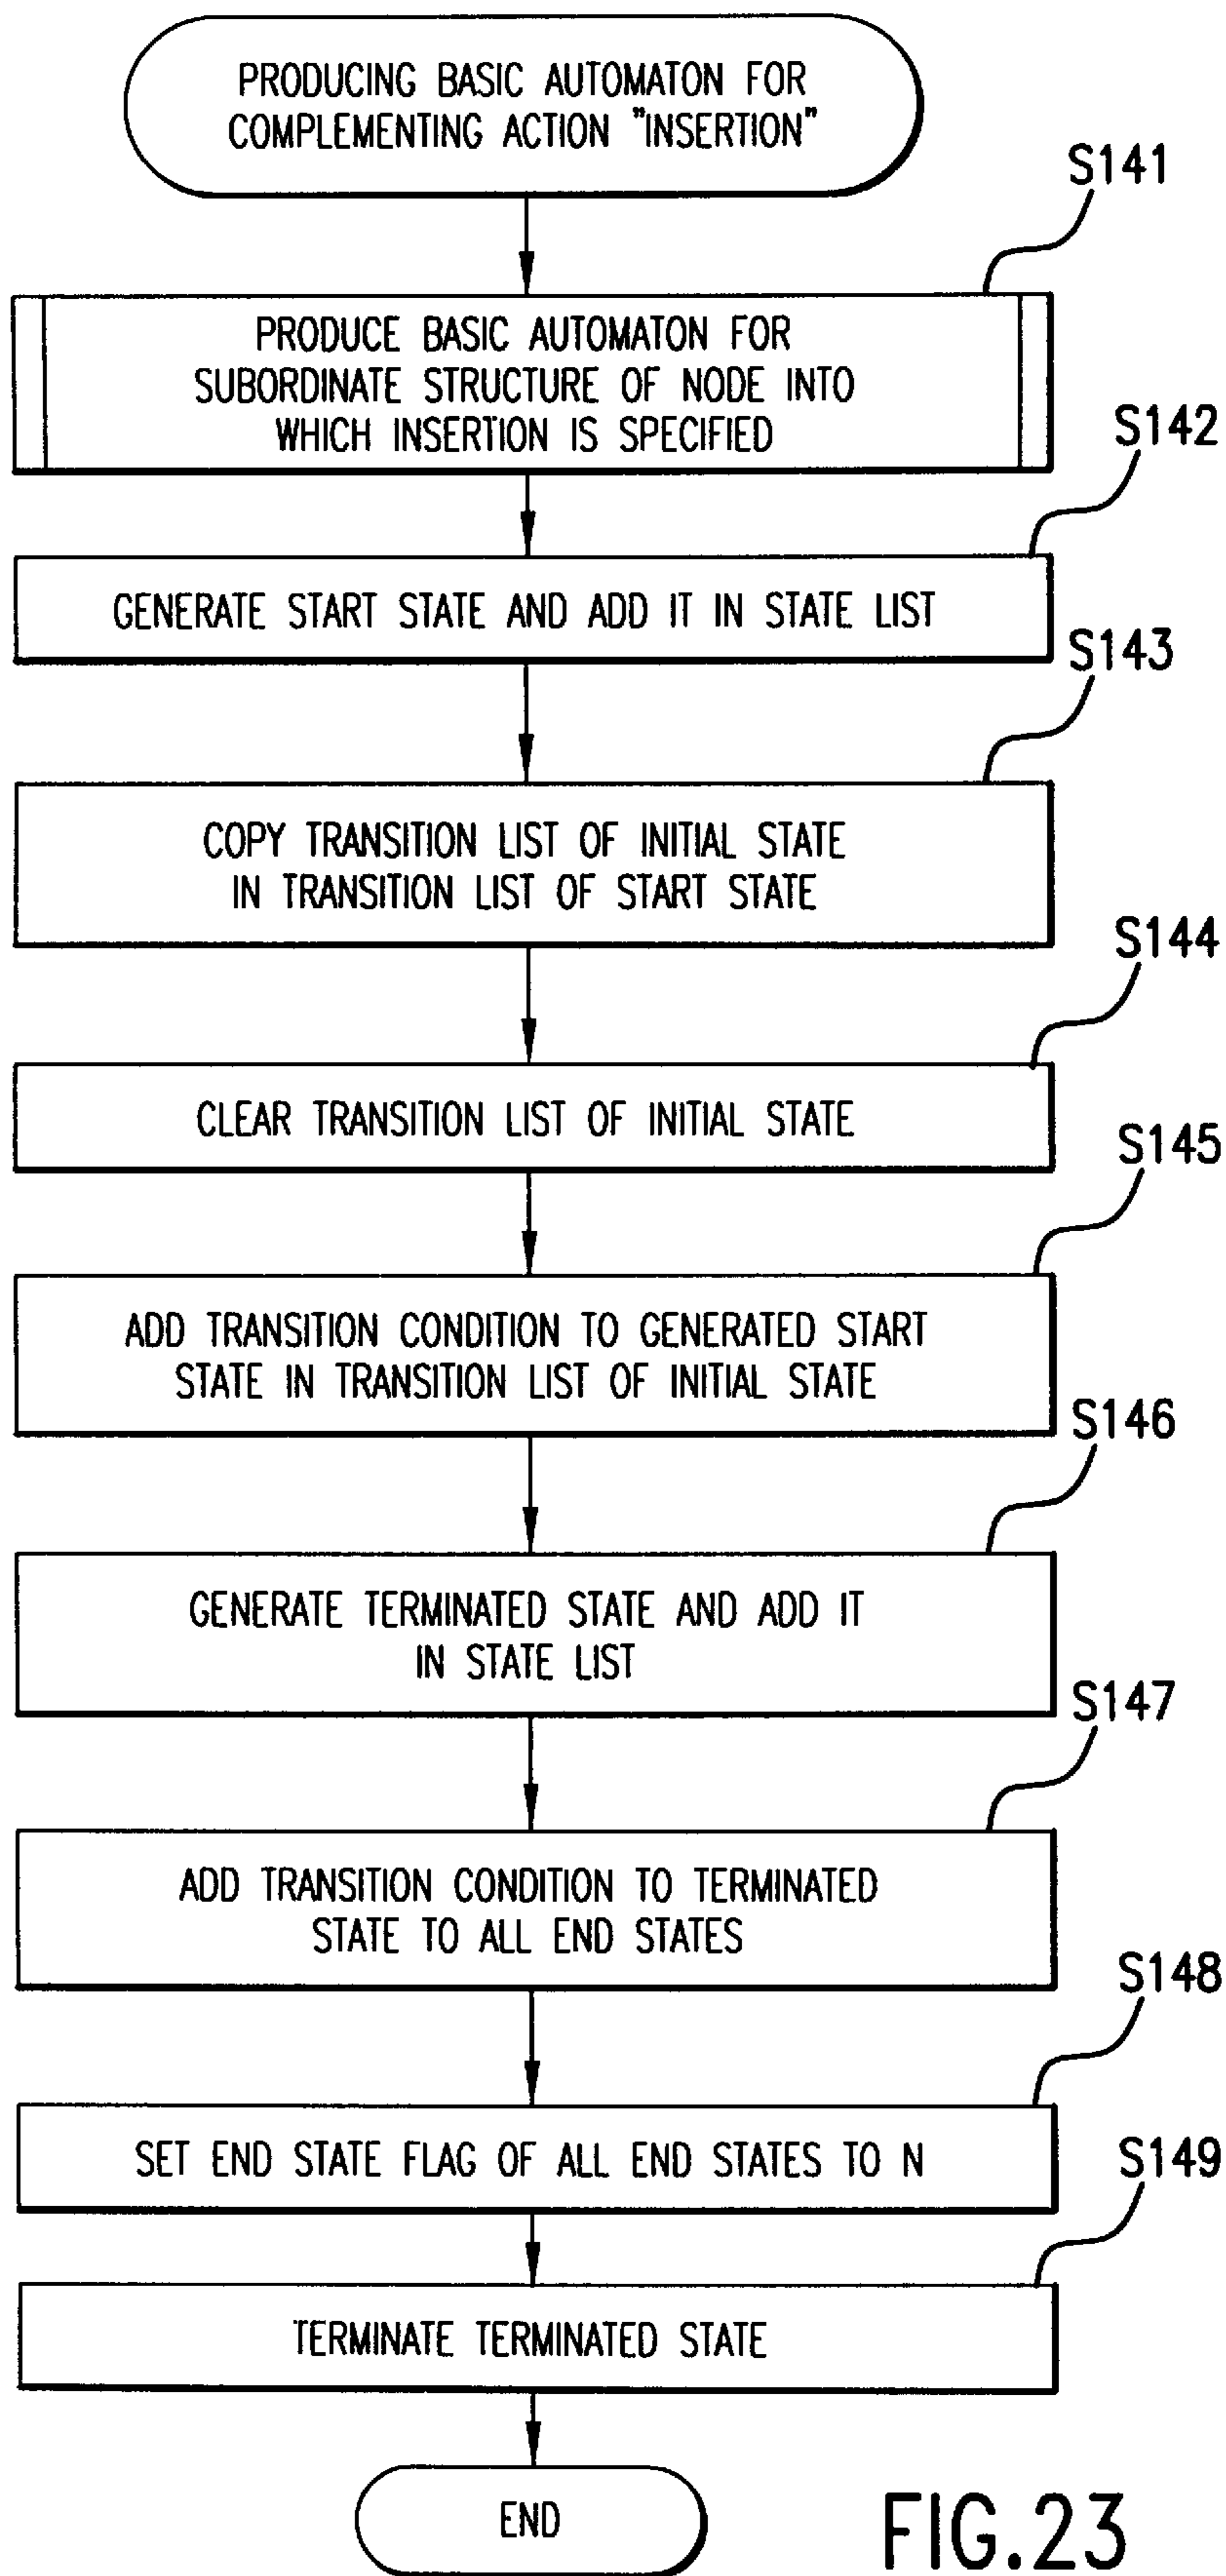 PRODUCING BASIC AUTOMATON FOR
COMPLEMENTING ACTION "INSERTION"
S141
PRODUCE BASIC AUTOMATON FOR
SUBORDINATE STRUCTURE OF NODE INTO
WHICH INSERTION IS SPECIFIED
S142
GENERATE START STATE AND ADD IT IN STATE LIST
S143
COPY TRANSITION LIST OF INITIAL STATE
IN TRANSITION LIST OF START STATE
S144
CLEAR TRANSITION LIST OF INITIAL STATE
S145
ADD TRANSITION CONDITION TO GENERATED START
STATE IN TRANSITION LIST OF INITIAL STATE
S146
GENERATE TERMINATED STATE AND ADD IT
IN STATE LIST
S147
ADD TRANSITION CONDITION TO TERMINATED
STATE TO ALL END STATES
S148
SET END STATE FLAG OF ALL END STATES TO N
S149
TERMINATE TERMINATED STATE
END
FIG.23